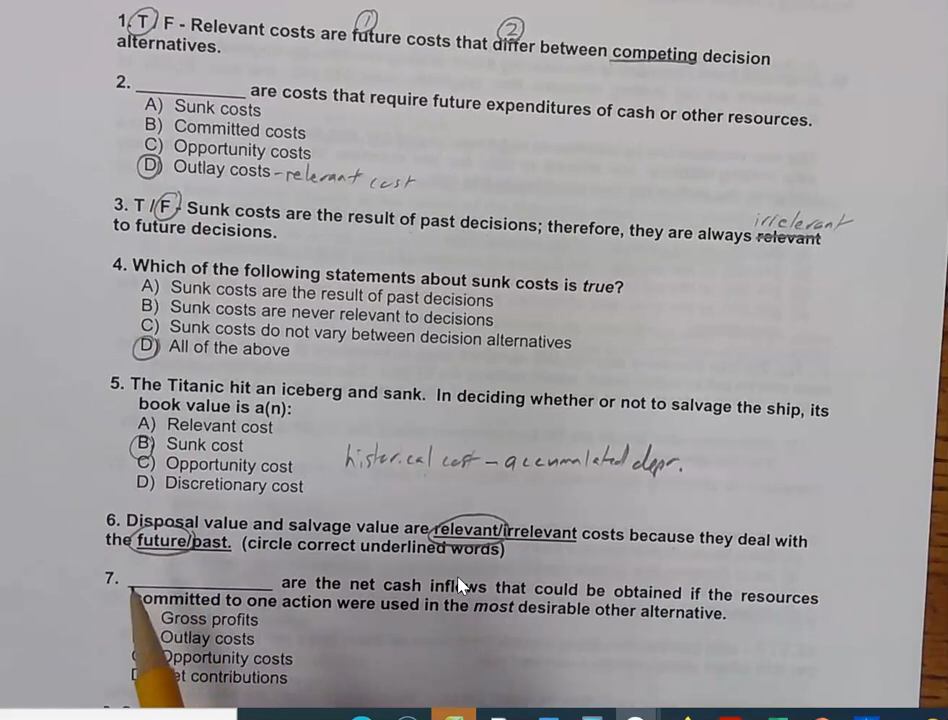 1. T / F - Relevant costs are future costs that differ between competing decision
1
2
alternatives.
2. __________ are costs that require future expenditures of cash or other resources.
A) Sunk costs
B) Committed costs
C) Opportunity costs
D) Outlay costs - relevant cost
3. T / F - Sunk costs are the result of past decisions; therefore, they are always relevant
irrelevant
to future decisions.
4. Which of the following statements about sunk costs is true?
A) Sunk costs are the result of past decisions
B) Sunk costs are never relevant to decisions
C) Sunk costs do not vary between decision alternatives
D) All of the above
5. The Titanic hit an iceberg and sank. In deciding whether or not to salvage the ship, its
book value is a(n):
A) Relevant cost
B) Sunk cost
historical cost - accumulated depr.
C) Opportunity cost
D) Discretionary cost
6. Disposal value and salvage value are relevant/irrelevant costs because they deal with
the future/past. (circle correct underlined words)
7. __________ are the net cash inflows that could be obtained if the resources
committed to one action were used in the most desirable other alternative.
Gross profits
Outlay costs
Opportunity costs
contributions